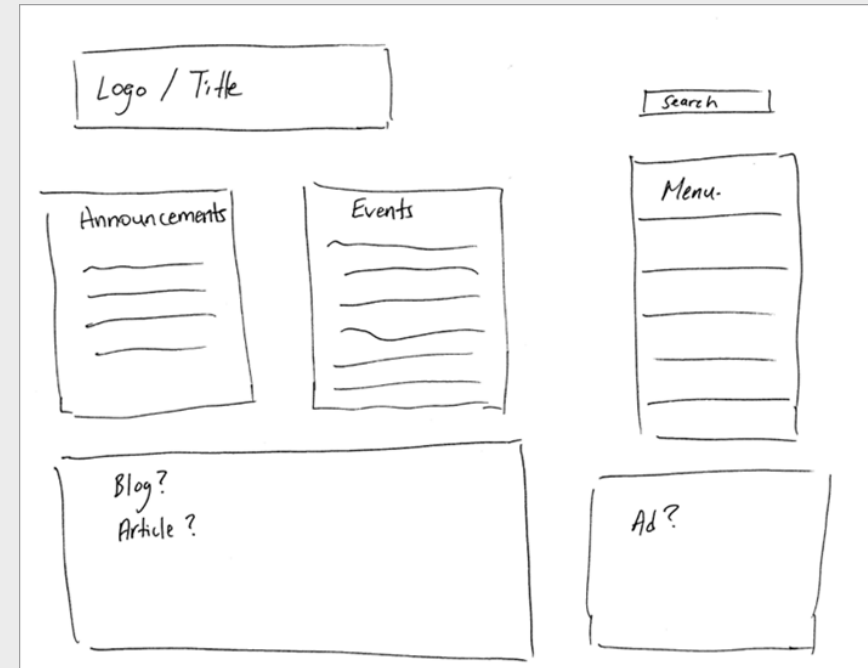 Logo / Title
Search
Announcements
Events
Menu.
Blog?
Article?
Ad?